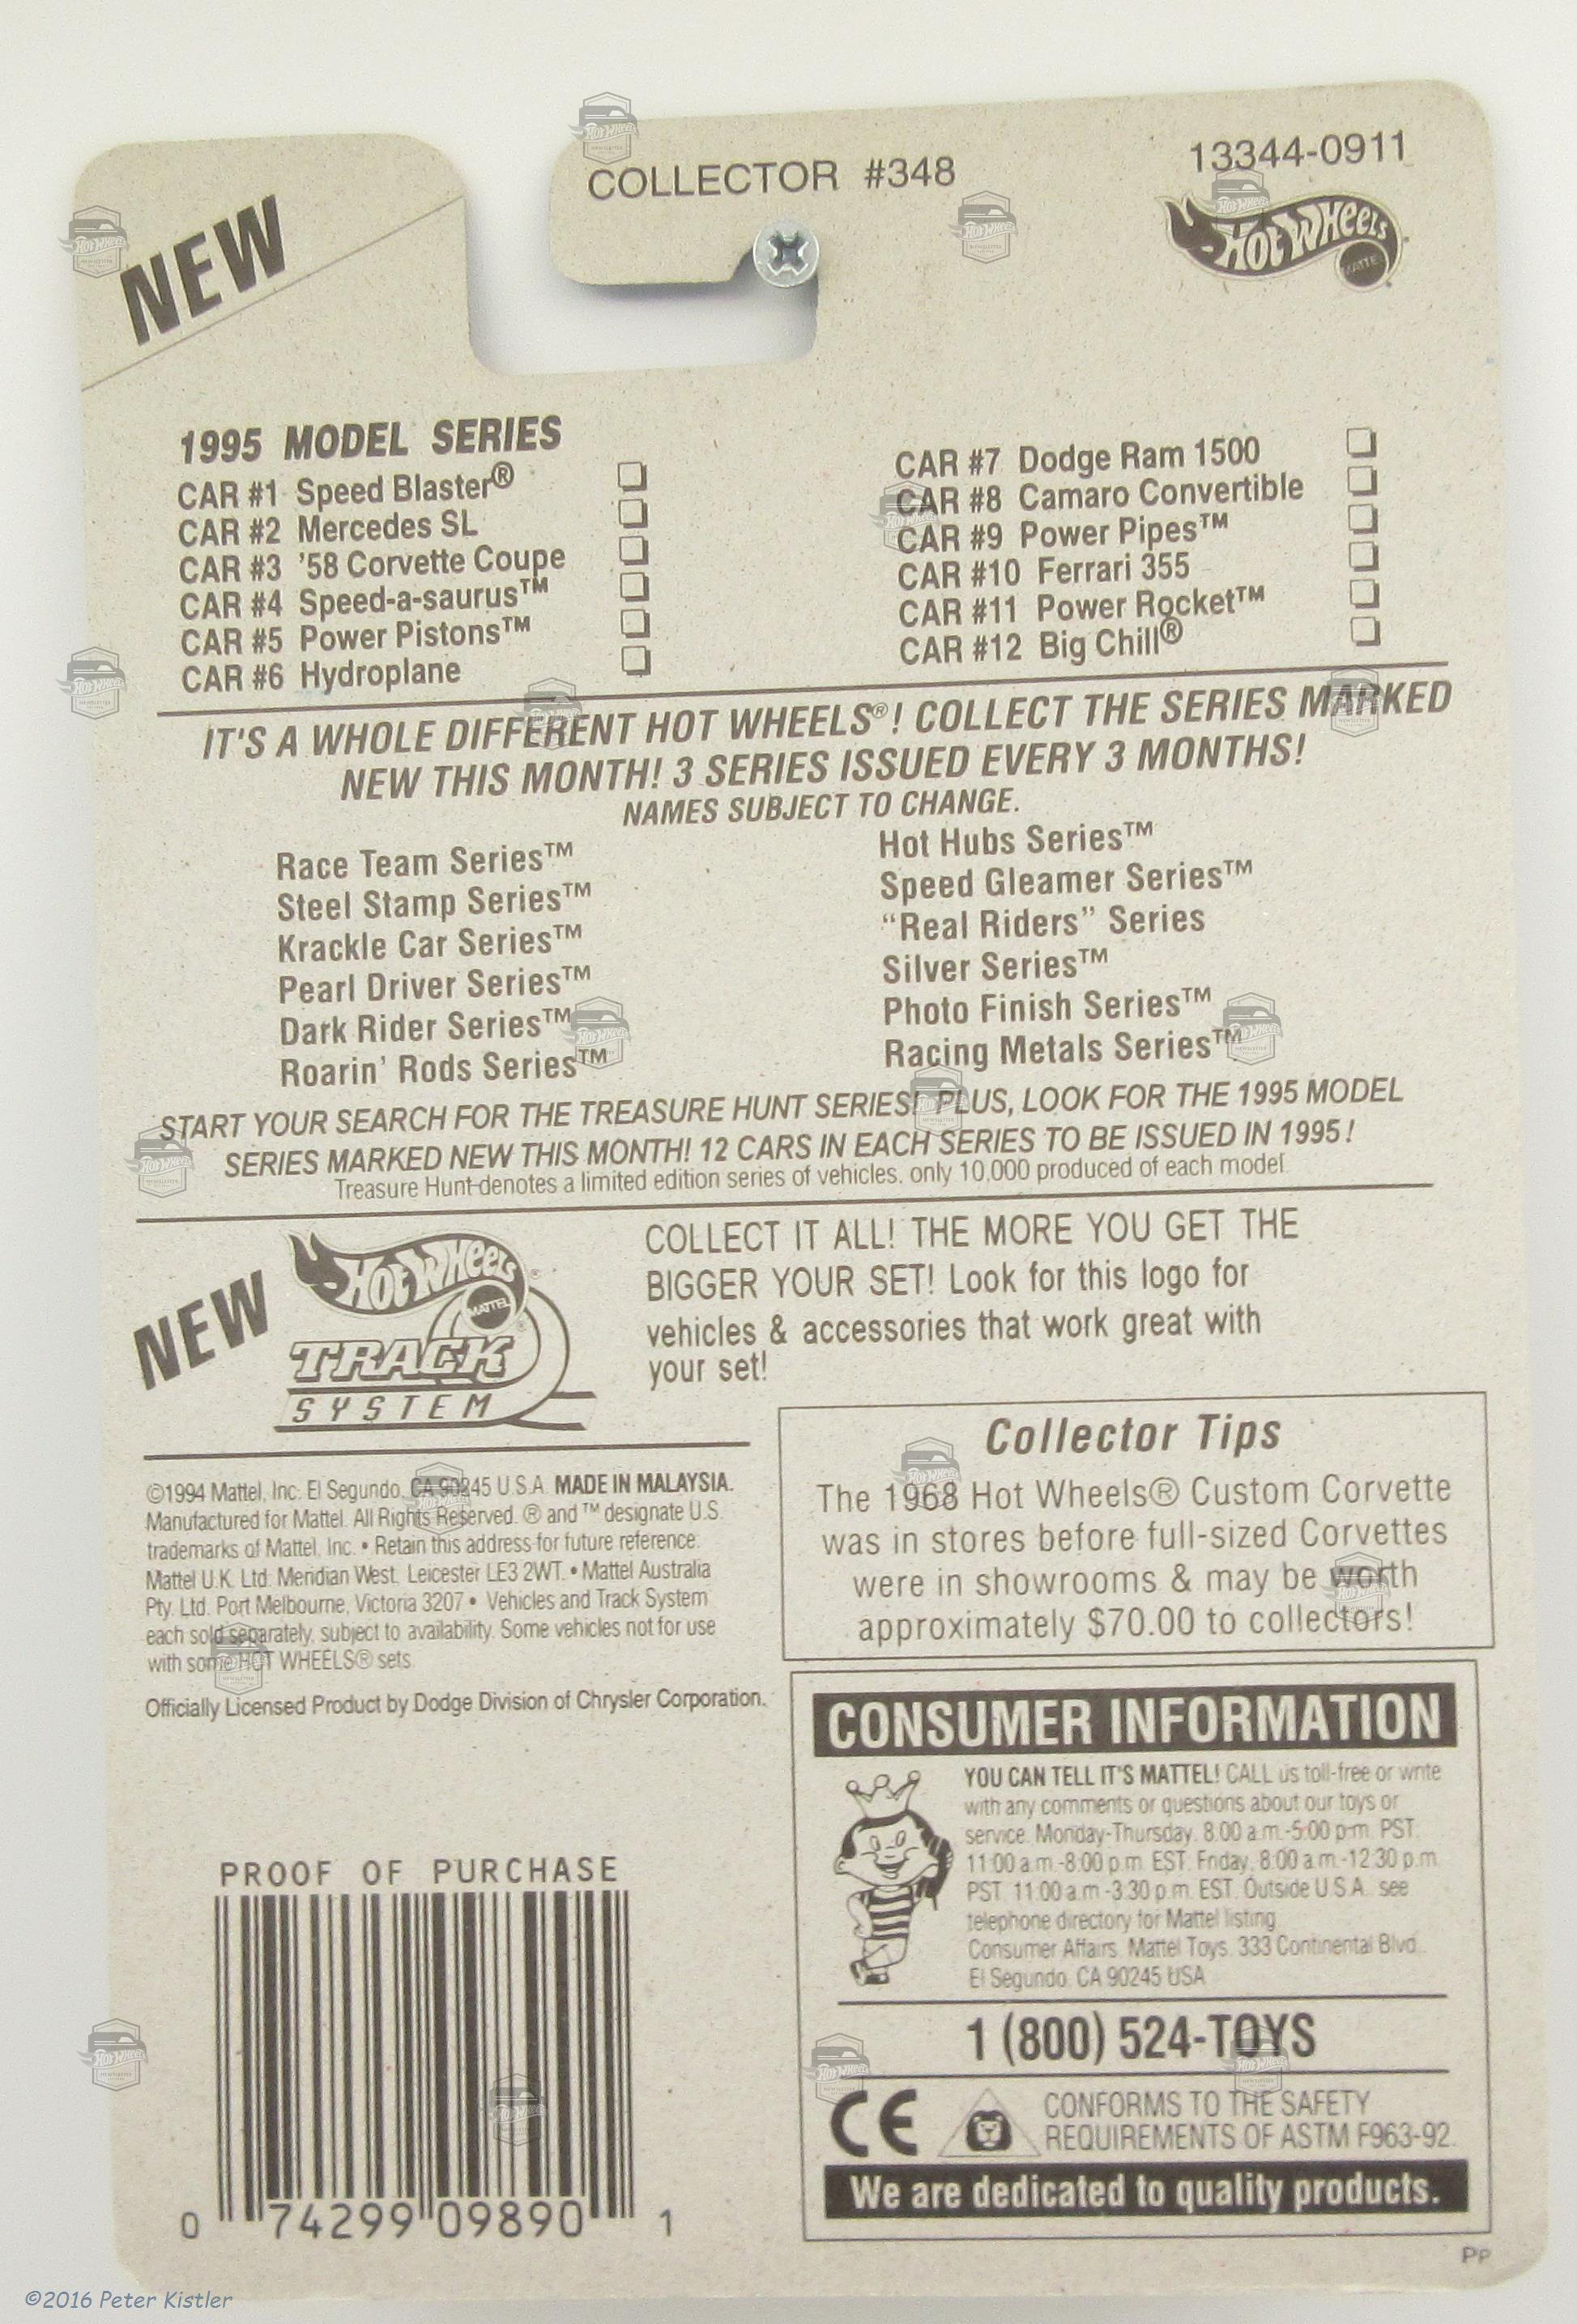 COLLECTOR #348
13344-0911
HOT WHEELS
MATTEL
NEW
1995 MODEL SERIES
CAR #1 Speed Blaster®
CAR #2 Mercedes SL
CAR #3 '58 Corvette Coupe
CAR #4 Speed-a-saurus™
CAR #5 Power Pistons™
CAR #6 Hydroplane
CAR #7 Dodge Ram 1500
CAR #8 Camaro Convertible
CAR #9 Power Pipes™
CAR #10 Ferrari 355
CAR #11 Power Rocket™
CAR #12 Big Chill®
IT'S A WHOLE DIFFERENT HOT WHEELS®! COLLECT THE SERIES MARKED
NEW THIS MONTH! 3 SERIES ISSUED EVERY 3 MONTHS!
NAMES SUBJECT TO CHANGE.
Race Team Series™
Steel Stamp Series™
Krackle Car Series™
Pearl Driver Series™
Dark Rider Series™
Roarin' Rods Series™
Hot Hubs Series™
Speed Gleamer Series™
“Real Riders” Series
Silver Series™
Photo Finish Series™
Racing Metals Series™
START YOUR SEARCH FOR THE TREASURE HUNT SERIES! PLUS, LOOK FOR THE 1995 MODEL
SERIES MARKED NEW THIS MONTH! 12 CARS IN EACH SERIES TO BE ISSUED IN 1995!
Treasure Hunt denotes a limited edition series of vehicles, only 10,000 produced of each model.
NEW
HOT WHEELS
MATTEL
TRACK
SYSTEM
COLLECT IT ALL! THE MORE YOU GET THE
BIGGER YOUR SET! Look for this logo for
vehicles & accessories that work great with
your set!
©1994 Mattel, Inc. El Segundo, CA 90245 U.S.A. MADE IN MALAYSIA.
Manufactured for Mattel. All Rights Reserved. ® and ™ designate U.S.
trademarks of Mattel, Inc. • Retain this address for future reference:
Mattel U.K. Ltd. Meridian West, Leicester LE3 2WT. • Mattel Australia
Pty. Ltd. Port Melbourne, Victoria 3207 • Vehicles and Track System
each sold separately, subject to availability. Some vehicles not for use
with some HOT WHEELS® sets.
Officially Licensed Product by Dodge Division of Chrysler Corporation.
Collector Tips
The 1968 Hot Wheels® Custom Corvette
was in stores before full-sized Corvettes
were in showrooms & may be worth
approximately $70.00 to collectors!
CONSUMER INFORMATION
YOU CAN TELL IT'S MATTEL! CALL us toll-free or write
with any comments or questions about our toys or
service. Monday-Thursday, 8:00 a.m.-5:00 p.m. PST.
11:00 a.m.-8:00 p.m. EST. Friday, 8:00 a.m.-12:30 p.m.
PST. 11:00 a.m.-3:30 p.m. EST. Outside U.S.A. see
telephone directory for Mattel listing.
Consumer Affairs, Mattel Toys, 333 Continental Blvd.
El Segundo, CA 90245 USA
1 (800) 524-TOYS
CE
CONFORMS TO THE SAFETY
REQUIREMENTS OF ASTM F963-92.
We are dedicated to quality products.
PROOF OF PURCHASE
0 74299 09890 1
PP
©2016 Peter Kistler